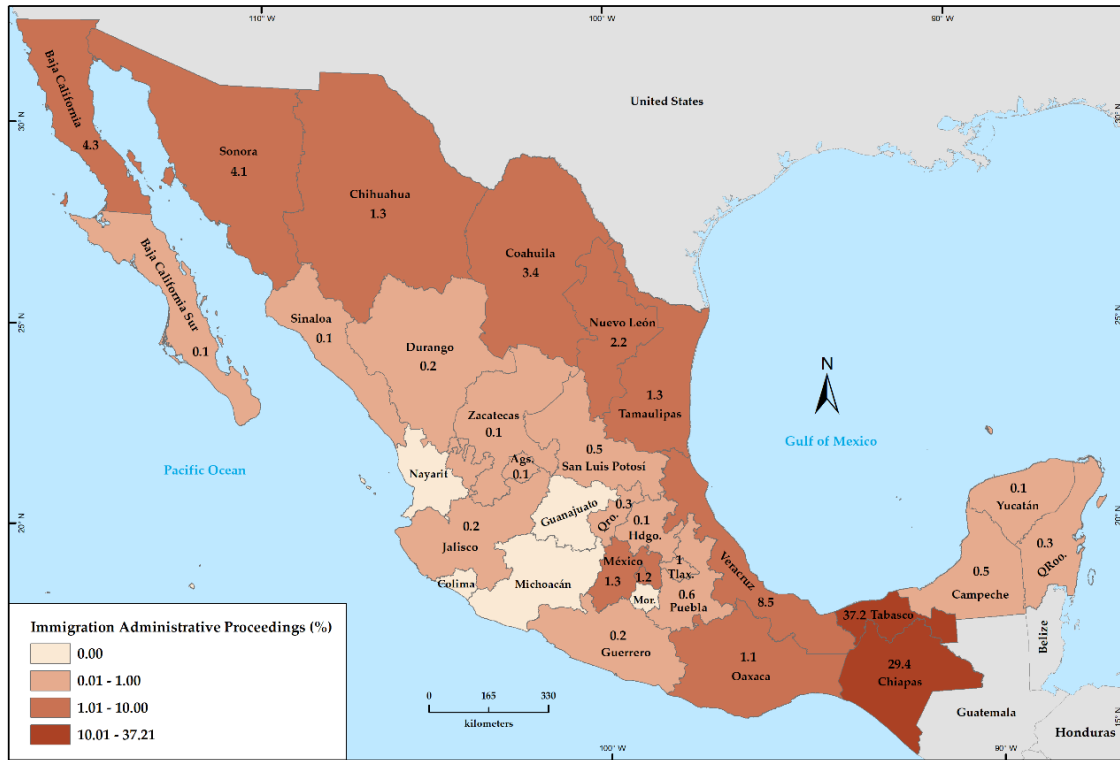 110° W
100° W
90° W
30° N
30° N
25° N
25° N
20° N
20° N
15° N
100° W
90° W
United States
Baja California
4.3
Sonora
4.1
Chihuahua
1.3
Coahuila
3.4
Baja California Sur
0.1
Sinaloa
0.1
Durango
0.2
Nuevo León
2.2
1.3
Tamaulipas
N
Zacatecas
0.1
0.5
San Luis Potosí
Ags.
0.1
Gulf of Mexico
Pacific Ocean
Nayarit
Guanajuato
0.3
Qro.
0.1
Hdgo.
0.2
Jalisco
0.1
Yucatán
0.3
QRoo.
Colima
Michoacán
México
1.3
1.2
1
Tlax.
Mor.
0.6
Puebla
Veracruz
8.5
37.2
Tabasco
0.5
Campeche
Belize
0.2
Guerrero
1.1
Oaxaca
29.4
Chiapas
Guatemala
Honduras
Immigration Administrative Proceedings (%)
0.00
0.01 - 1.00
1.01 - 10.00
10.01 - 37.21
0 165 330
kilometers